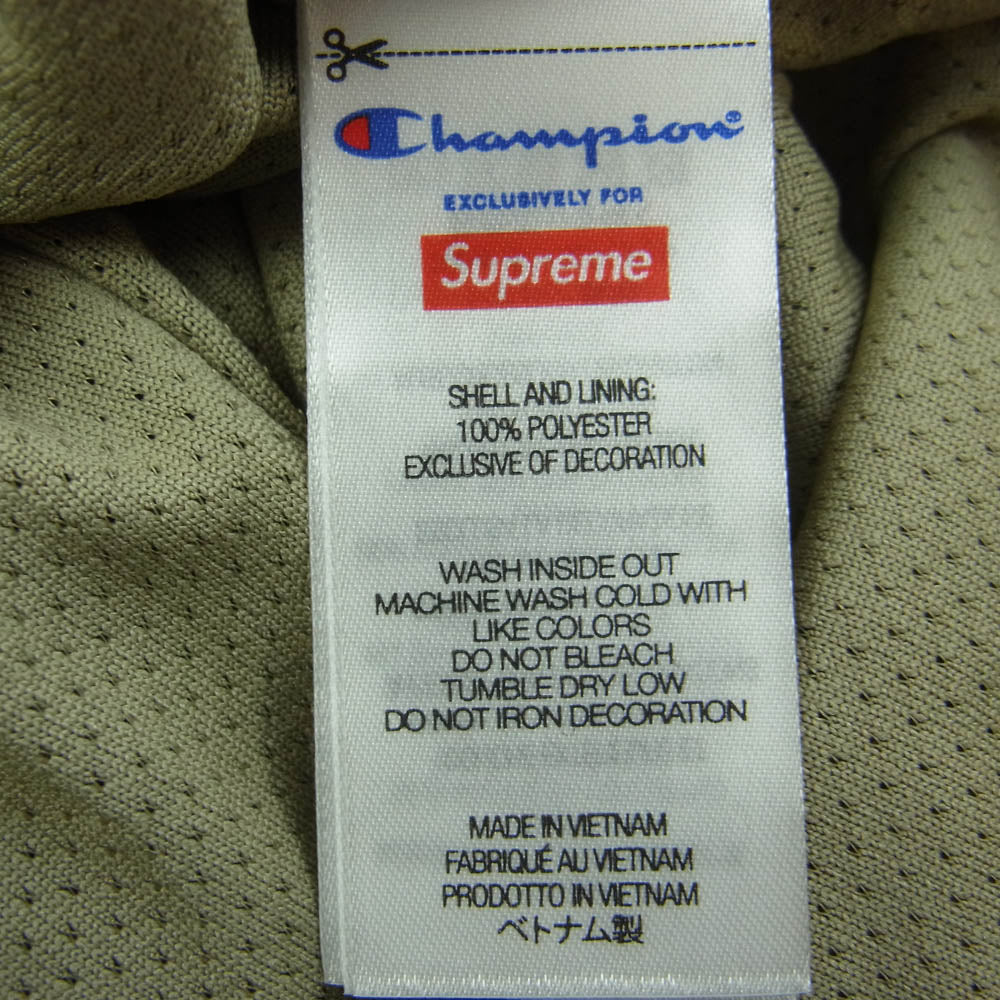 Champion®
EXCLUSIVELY FOR
Supreme
SHELL AND LINING:
100% POLYESTER
EXCLUSIVE OF DECORATION
WASH INSIDE OUT
MACHINE WASH COLD WITH
LIKE COLORS
DO NOT BLEACH
TUMBLE DRY LOW
DO NOT IRON DECORATION
MADE IN VIETNAM
FABRIQUÉ AU VIETNAM
PRODOTTO IN VIETNAM
ベトナム製